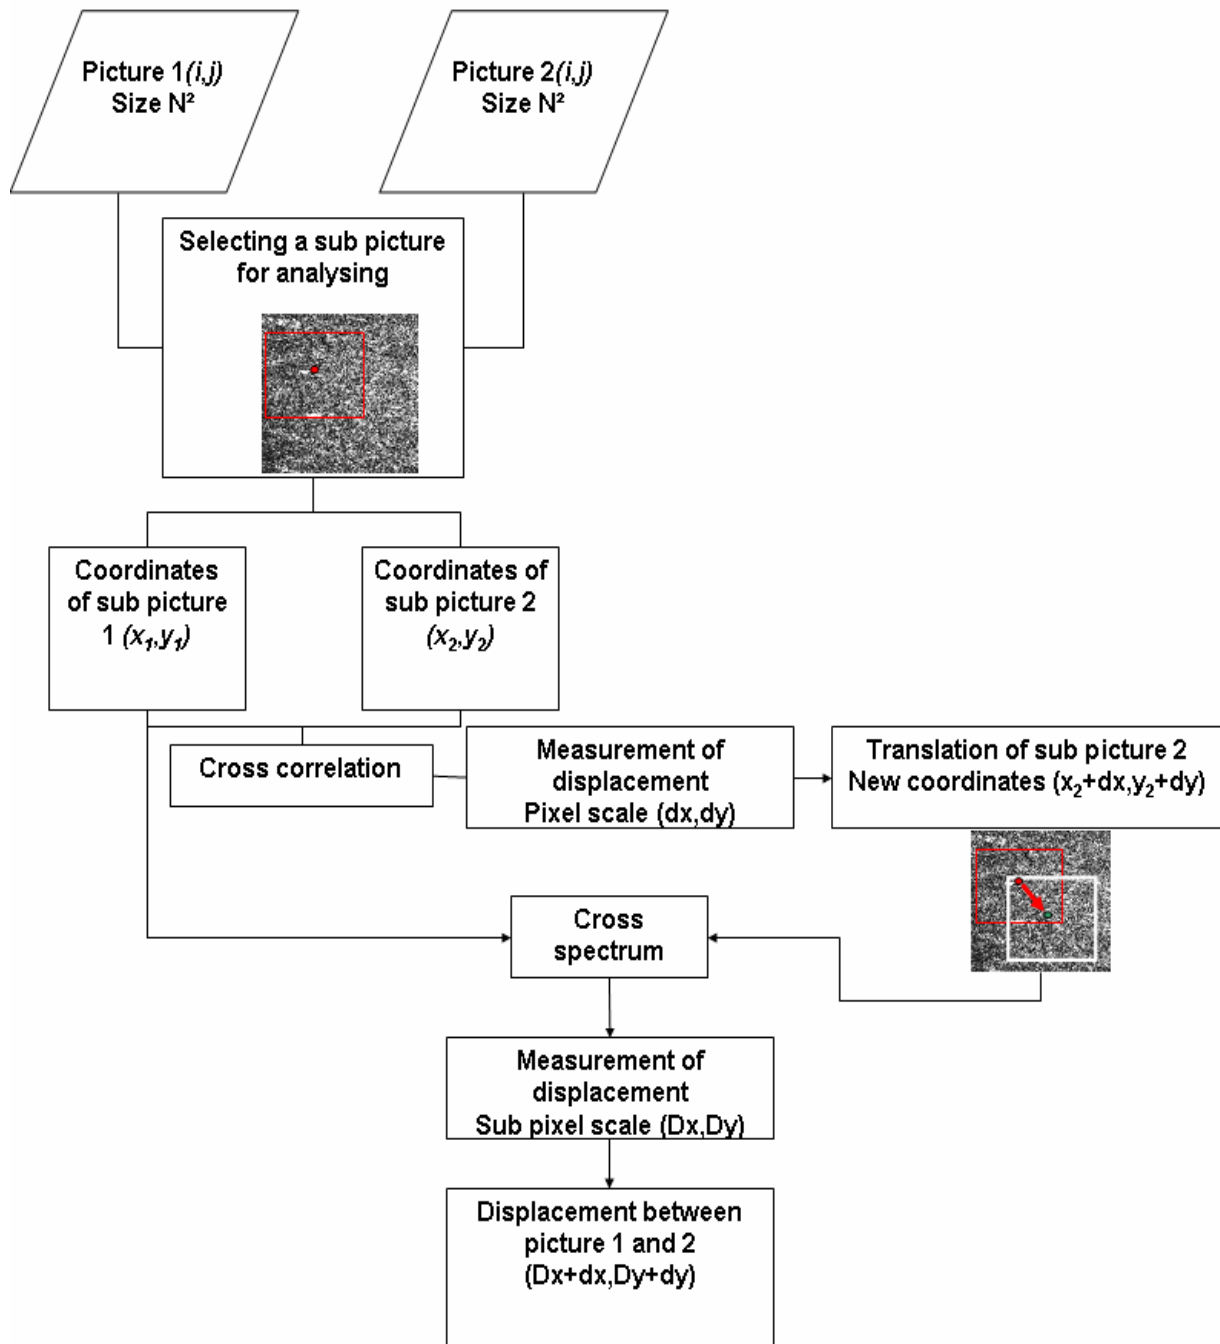 Picture 1(i,j)
Size N²
Picture 2(i,j)
Size N²
Selecting a sub picture
for analysing
Coordinates
of sub picture
1 (x₁,y₁)
Coordinates of
sub picture 2
(x₂,y₂)
Cross correlation
Measurement of
displacement
Pixel scale (dx,dy)
Translation of sub picture 2
New coordinates (x₂+dx,y₂+dy)
Cross
spectrum
Measurement of
displacement
Sub pixel scale (Dx,Dy)
Displacement between
picture 1 and 2
(Dx+dx,Dy+dy)